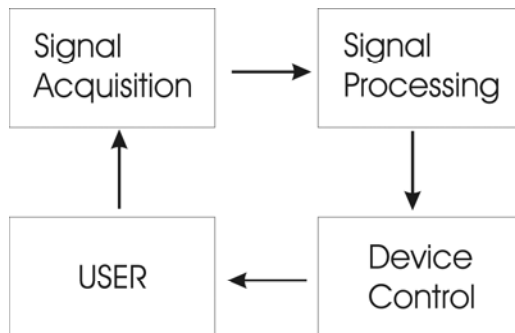 Signal
Acquisition
Signal
Processing
USER
Device
Control